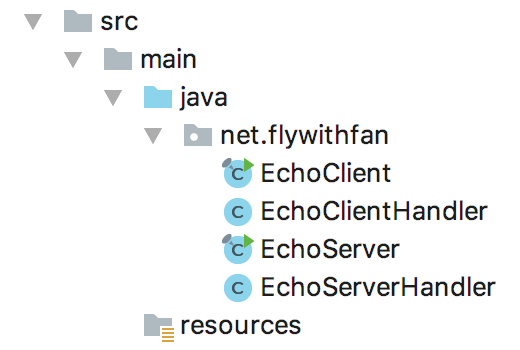 src
main
java
net.flywithfan
EchoClient
EchoClientHandler
EchoServer
EchoServerHandler
resources